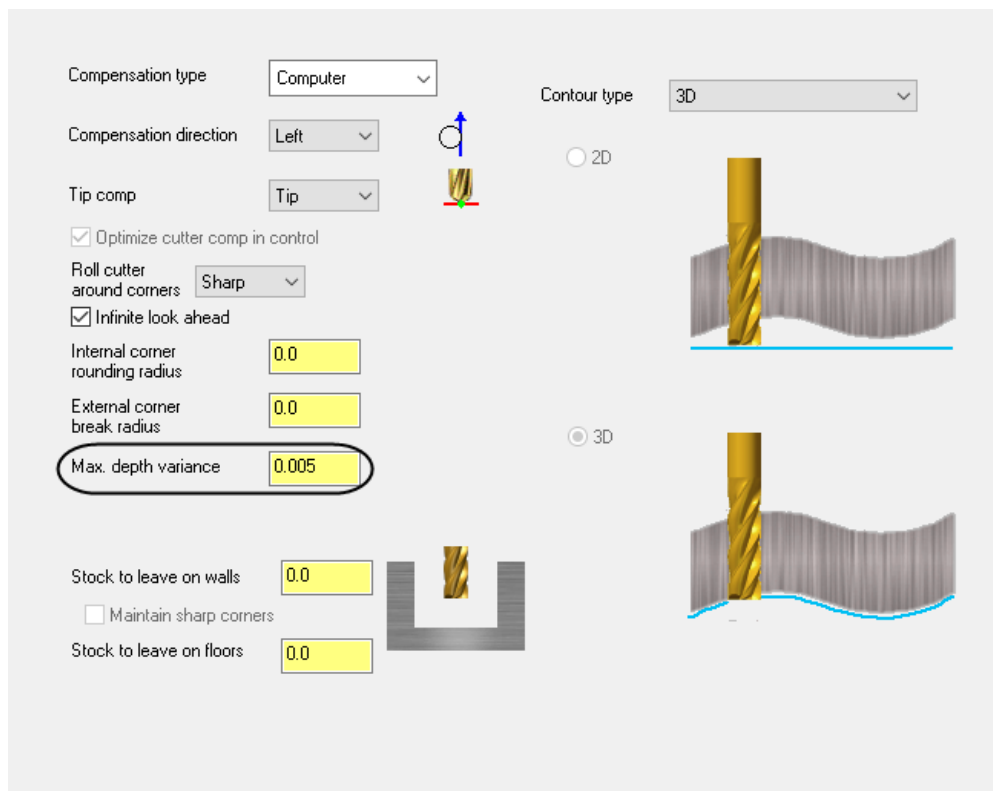 Compensation type
Computer
Contour type
3D
Compensation direction
Left
2D
Tip comp
Tip
Optimize cutter comp in control
Roll cutter
around corners
Sharp
Infinite look ahead
Internal corner
rounding radius
0.0
External corner
break radius
0.0
3D
Max. depth variance
0.005
Stock to leave on walls
0.0
Maintain sharp corners
Stock to leave on floors
0.0